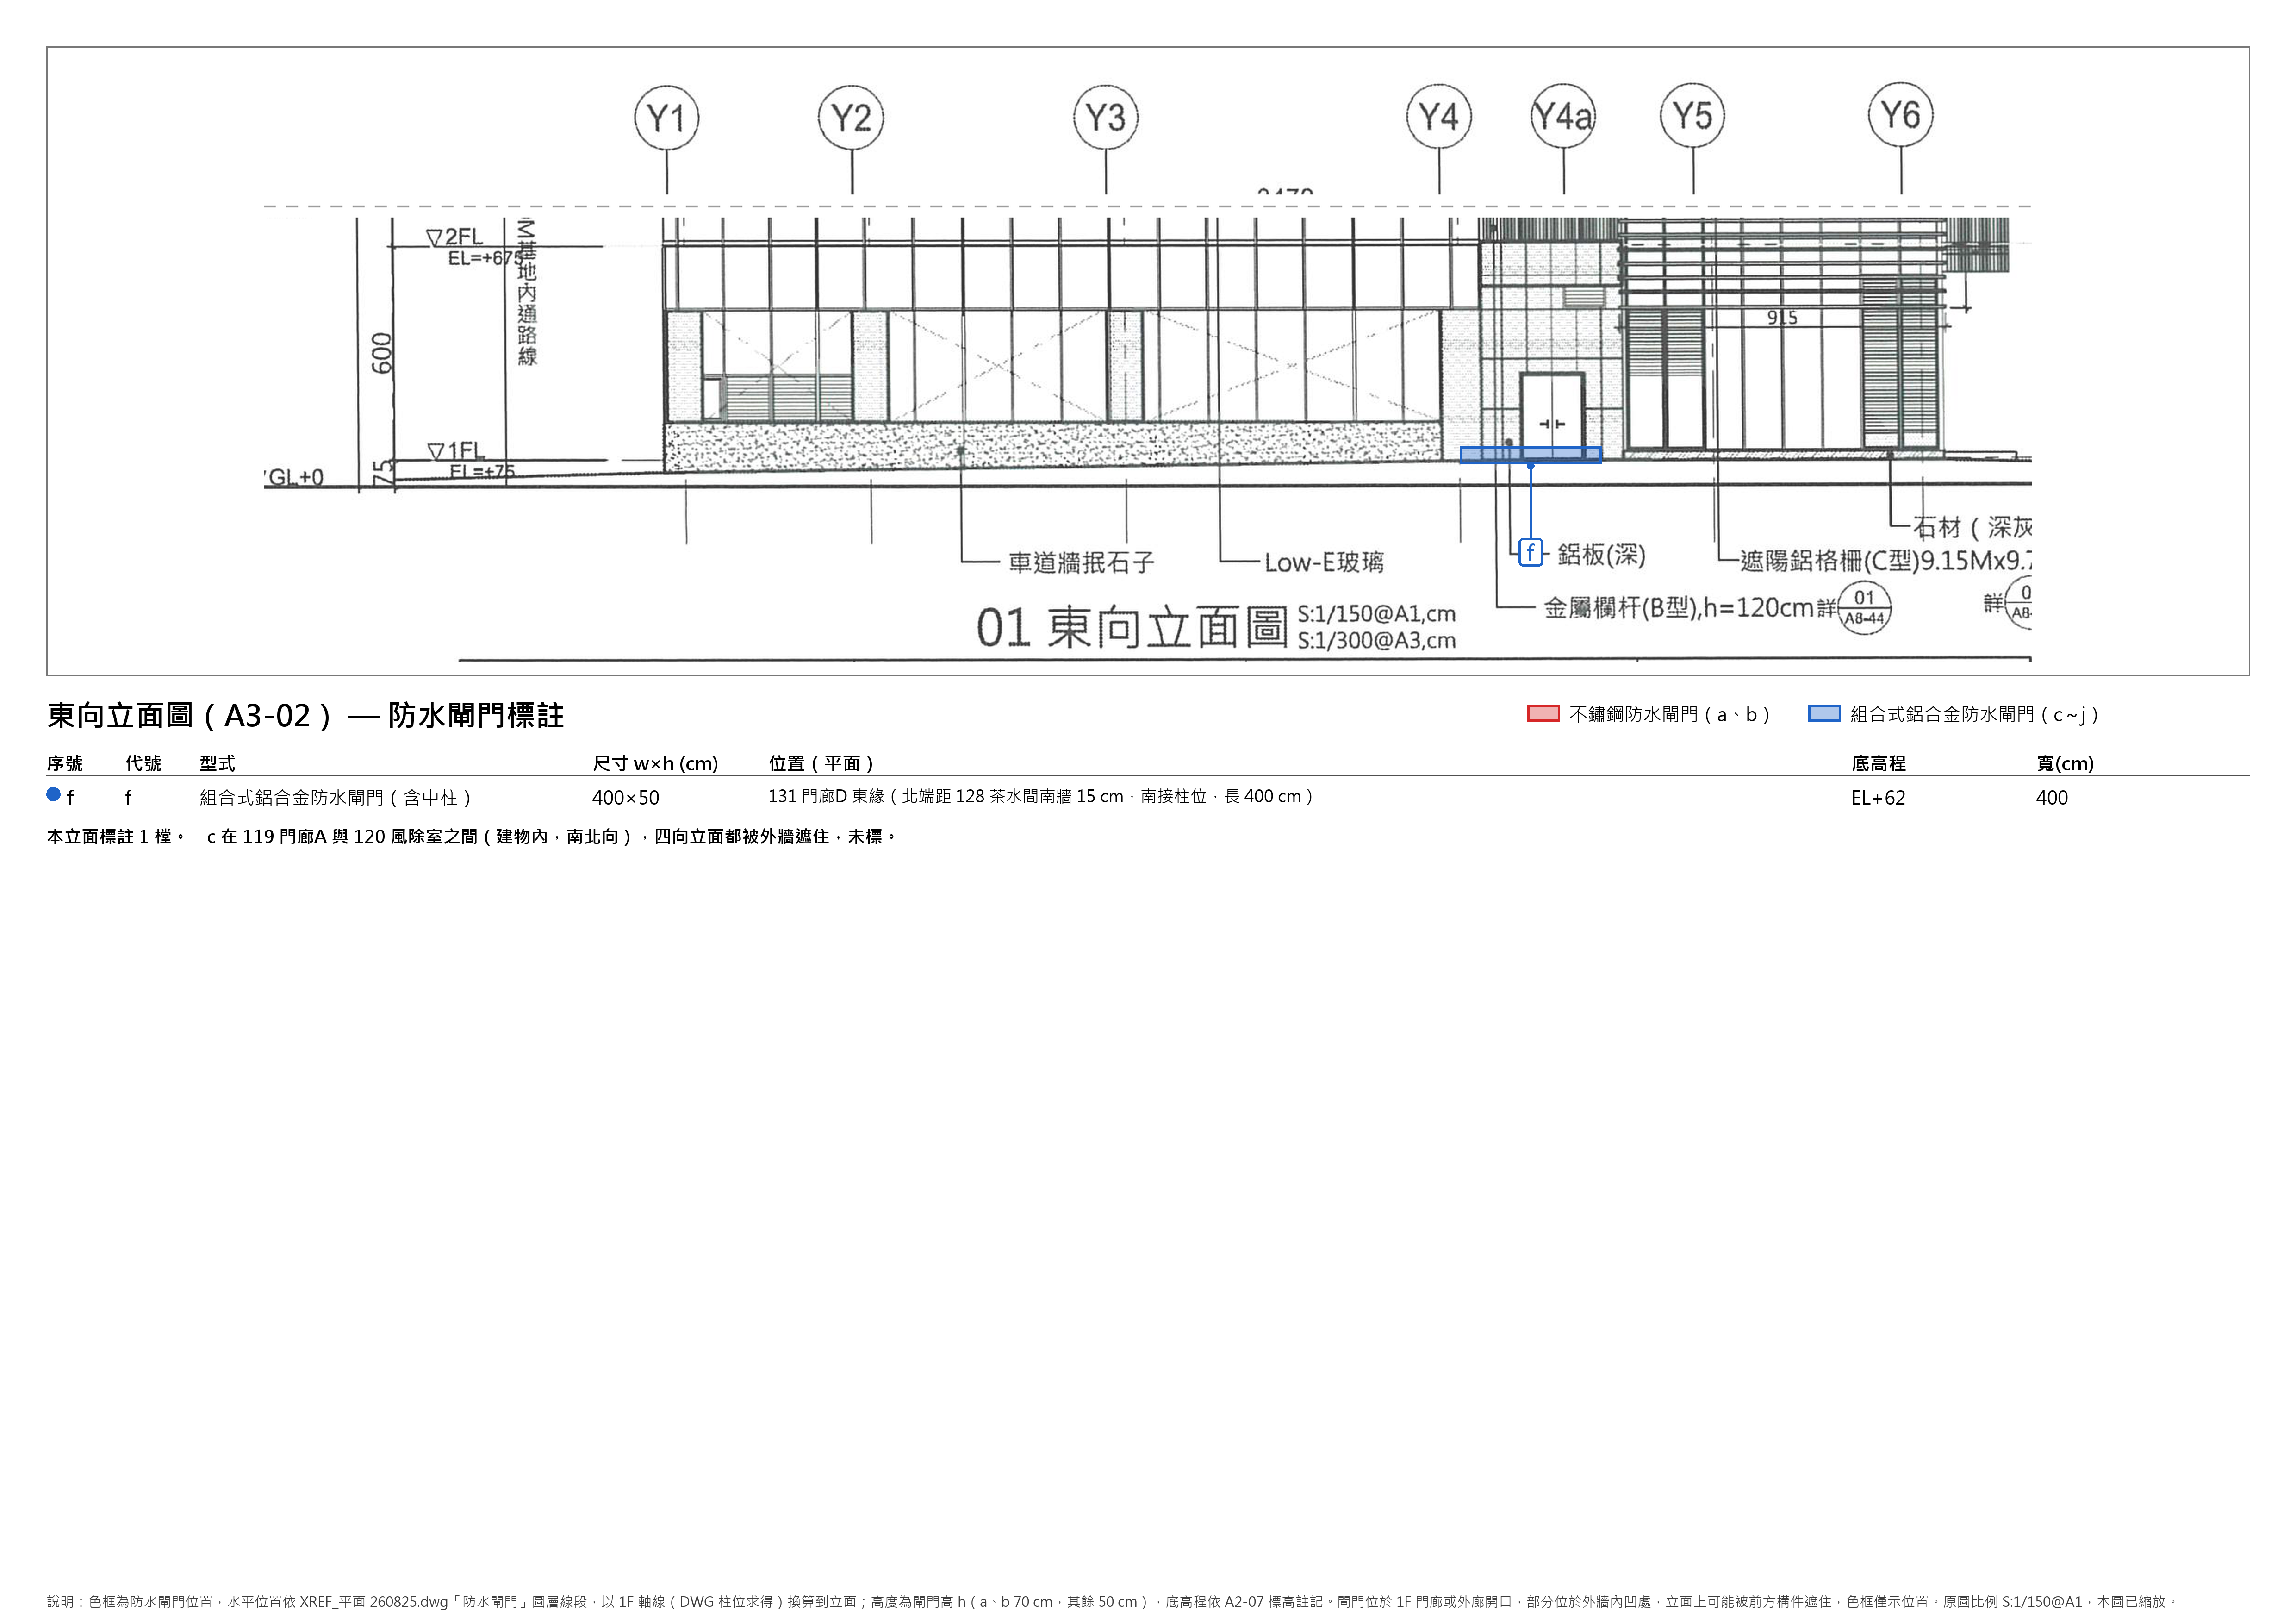 Y1 Y2 Y3 Y4 Y4a Y5 Y6
▽2FL
EL=+675
M基地內通路線
600
915
▽1FL
EL=+75
75
GL+0
石材(深灰
車道牆抿石子
Low-E玻璃
f
鋁板(深)
遮陽鋁格柵(C型)9.15Mx9.
金屬欄杆(B型),h=120cm詳
01
A8-44
詳
0
A8-
01 東向立面圖
S:1/150@A1,cm
S:1/300@A3,cm
東向立面圖(A3-02) — 防水閘門標註
不鏽鋼防水閘門(a、b) 組合式鋁合金防水閘門(c~j)
序號 代號 型式 尺寸 w×h (cm) 位置(平面) 底高程 寬(cm)
f f 組合式鋁合金防水閘門(含中柱) 400×50 131 門廊D 東緣(北端距 128 茶水間南牆 15 cm,南接柱位,長 400 cm) EL+62 400
本立面標註 1 樘。 c 在 119 門廊A 與 120 風除室之間(建物內,南北向),四向立面都被外牆遮住,未標。
說明:色框為防水閘門位置,水平位置依 XREF_平面 260825.dwg「防水閘門」圖層線段,以 1F 軸線(DWG 柱位求得)換算到立面;高度為閘門高 h(a、b 70 cm,其餘 50 cm),底高程依 A2-07 標高註記。閘門位於 1F 門廊或外廊開口,部分位於外牆內凹處,立面上可能被前方構件遮住,色框僅示位置。原圖比例 S:1/150@A1,本圖已縮放。